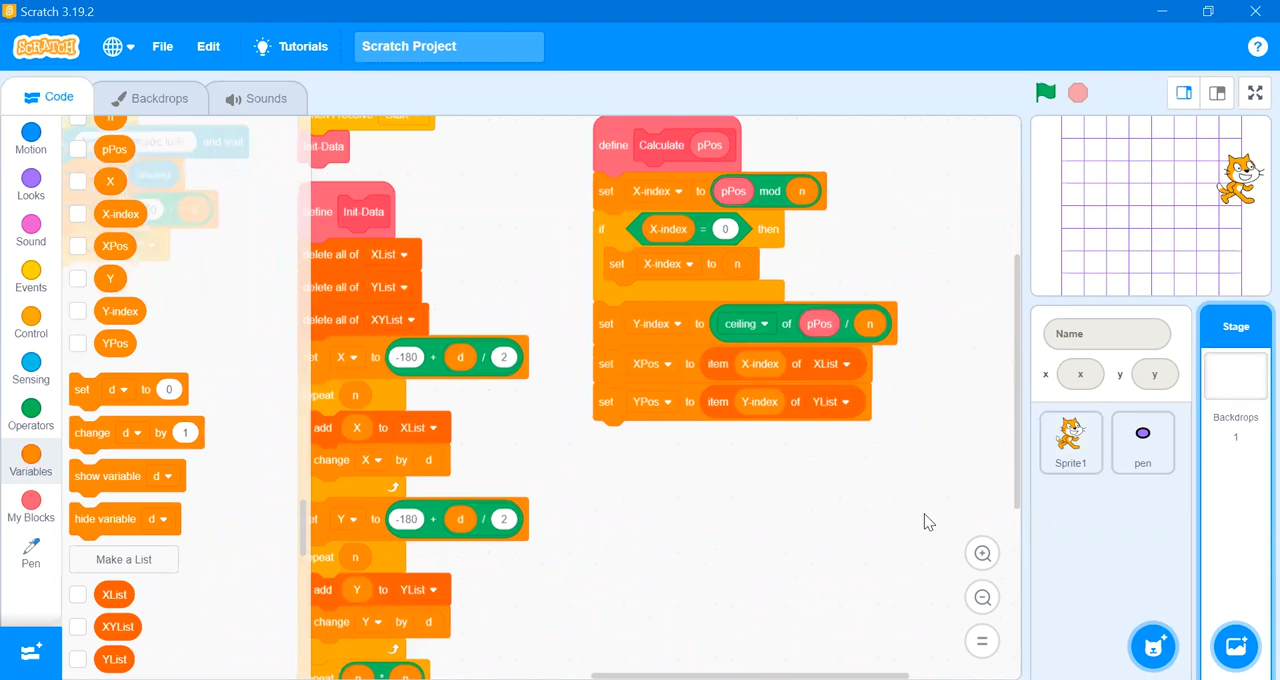 Scratch 3.19.2
SCRATCH File Edit Tutorials Scratch Project ?
Code Backdrops Sounds
Motion
Looks
Sound
Events
Control
Sensing
Operators
Variables
My Blocks
Pen
n
pPos
X
X-index
XPos
Y
Y-index
YPos
set d to 0
change d by 1
show variable d
hide variable d
Make a List
XList
XYList
YList
and wait
Init-Data
define Init-Data
delete all of XList
delete all of YList
delete all of XYList
set X to -180 + d / 2
repeat n
add X to XList
change X by d
set Y to -180 + d / 2
repeat n
add Y to YList
change Y by d
repeat n * n
define Calculate pPos
set X-index to pPos mod n
if X-index = 0 then
set X-index to n
set Y-index to ceiling of pPos / n
set XPos to item X-index of XList
set YPos to item Y-index of YList
Name
x x y y
Sprite1
pen
Stage
Backdrops
1